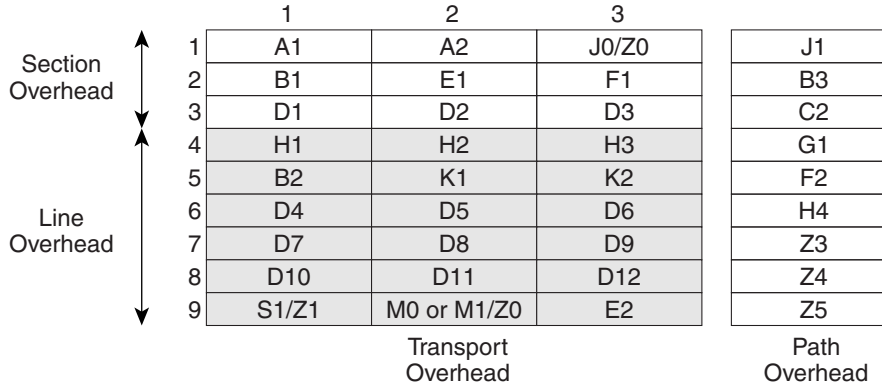 1 2 3
Section
Overhead
1 A1 A2 J0/Z0 J1
2 B1 E1 F1 B3
3 D1 D2 D3 C2
4 H1 H2 H3 G1
5 B2 K1 K2 F2
Line
Overhead
6 D4 D5 D6 H4
7 D7 D8 D9 Z3
8 D10 D11 D12 Z4
9 S1/Z1 M0 or M1/Z0 E2 Z5
Transport
Overhead
Path
Overhead